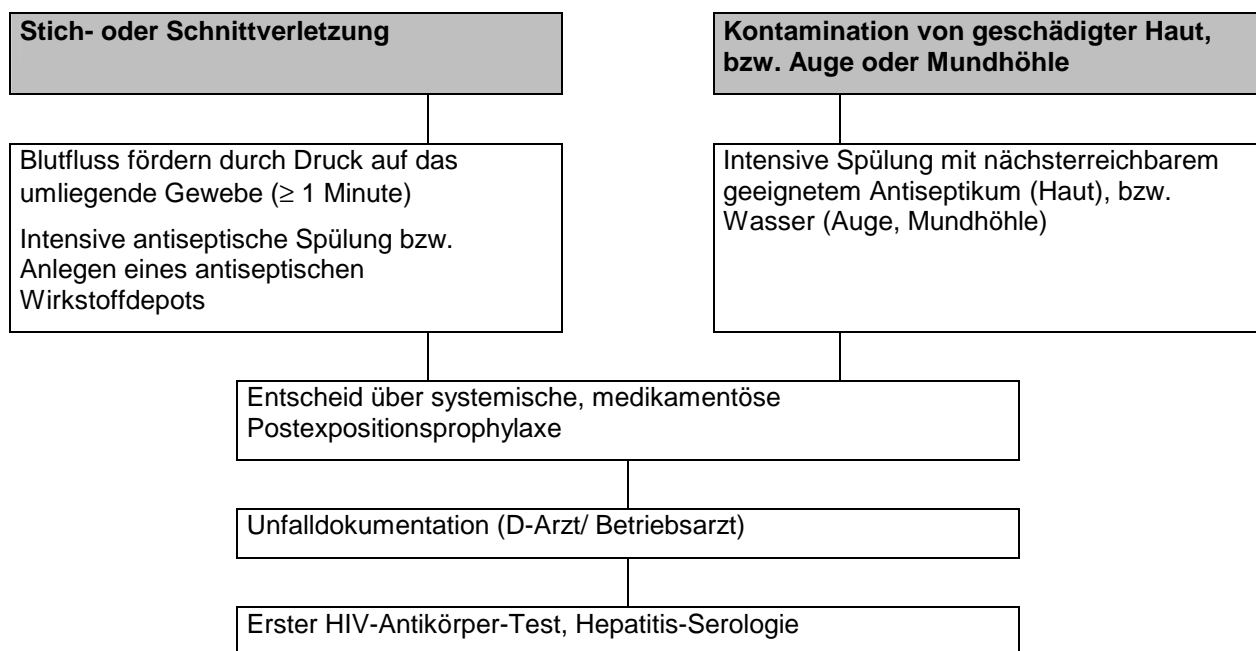 Stich- oder Schnittverletzung
Kontamination von geschädigter Haut,
bzw. Auge oder Mundhöhle
Blutfluss fördern durch Druck auf das
umliegende Gewebe (≥ 1 Minute)
Intensive antiseptische Spülung bzw.
Anlegen eines antiseptischen
Wirkstoffdepots
Intensive Spülung mit nächsterreichbarem
geeignetem Antiseptikum (Haut), bzw.
Wasser (Auge, Mundhöhle)
Entscheid über systemische, medikamentöse
Postexpositionsprophylaxe
Unfalldokumentation (D-Arzt/ Betriebsarzt)
Erster HIV-Antikörper-Test, Hepatitis-Serologie